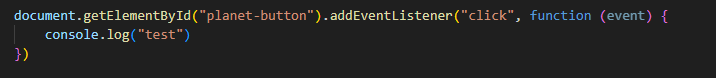 document.getElementById("planet-button").addEventListener("click", function (event) {
    console.log("test")
})